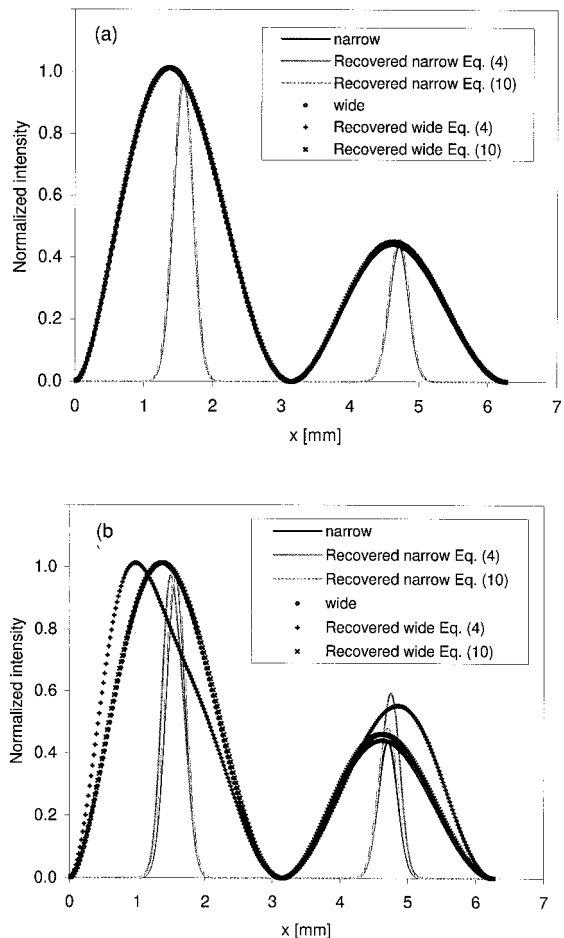 (a)
narrow
Recovered narrow Eq. (4)
Recovered narrow Eq. (10)
wide
Recovered wide Eq. (4)
Recovered wide Eq. (10)
Normalized intensity
1.0
0.8
0.6
0.4
0.2
0.0
0 1 2 3 4 5 6 7
x [mm]
(b
narrow
Recovered narrow Eq. (4)
Recovered narrow Eq. (10)
wide
Recovered wide Eq. (4)
Recovered wide Eq. (10)
Normalized intensity
1.0
0.8
0.6
0.4
0.2
0.0
0 1 2 3 4 5 6 7
x [mm]